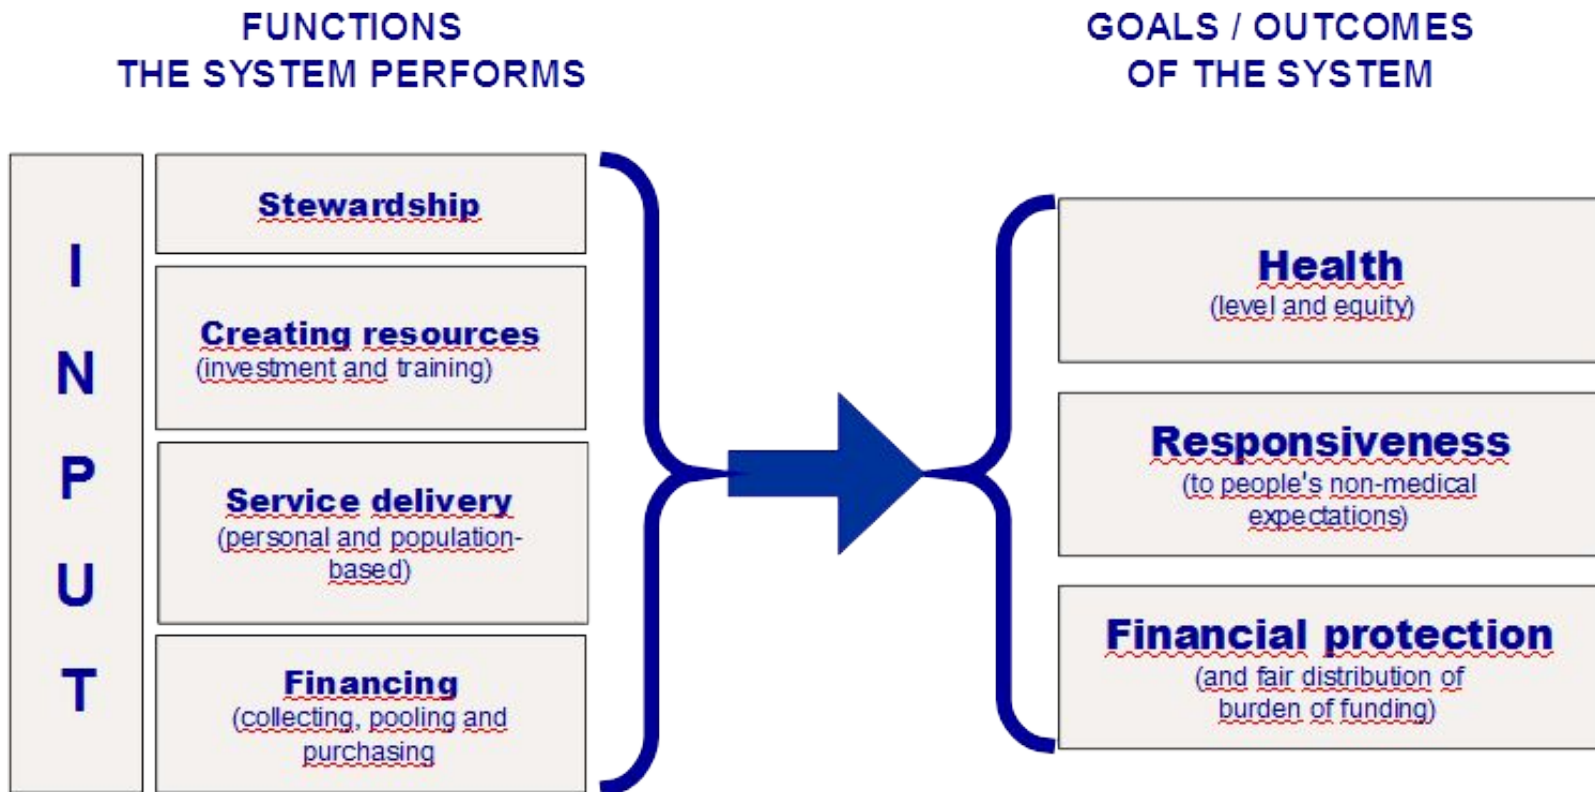 FUNCTIONS
THE SYSTEM PERFORMS
GOALS / OUTCOMES
OF THE SYSTEM
I
N
P
U
T
Stewardship
Creating resources
(investment and training)
Service delivery
(personal and population-
based)
Financing
(collecting, pooling and
purchasing
Health
(level and equity)
Responsiveness
(to people's non-medical
expectations)
Financial protection
(and fair distribution of
burden of funding)